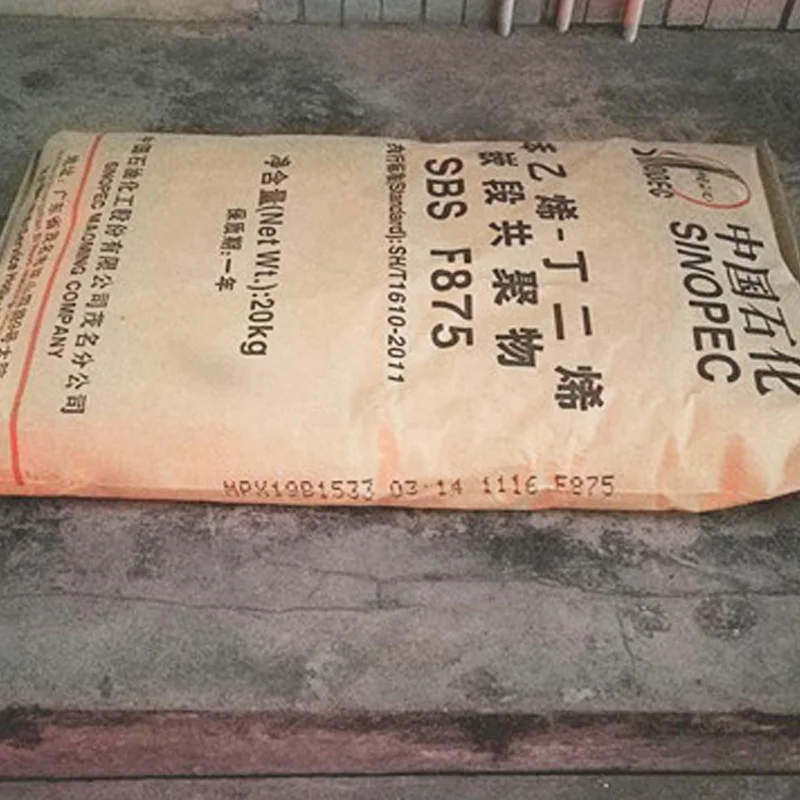 SINOPEC
中国石化
SINOPEC
苯乙烯-丁二烯
嵌段共聚物
SBS F875
执行标准(Standard):SH/T1610-2011
净含量(Net Wt.):20kg
保质期:一年
中国石油化工股份有限公司茂名分公司
SINOPEC MAOMING COMPANY
MPX19B1533 03-14 1116 F875